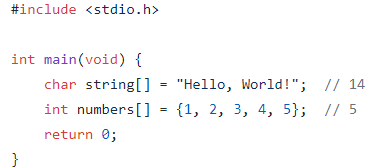 #include <stdio.h>

int main(void) {
    char string[] = "Hello, World!";  // 14
    int numbers[] = {1, 2, 3, 4, 5};  // 5
    return 0;
}